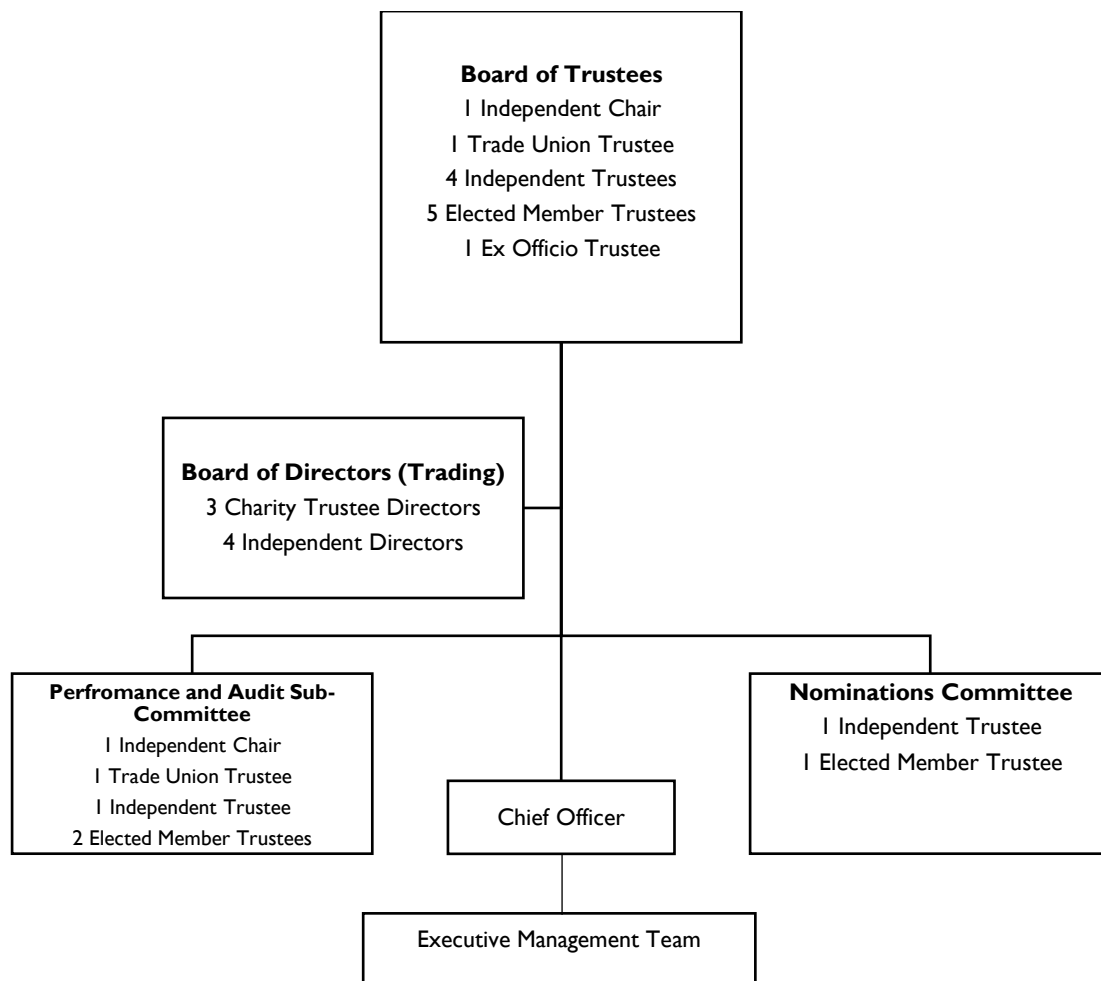 Board of Trustees
1 Independent Chair
1 Trade Union Trustee
4 Independent Trustees
5 Elected Member Trustees
1 Ex Officio Trustee
Board of Directors (Trading)
3 Charity Trustee Directors
4 Independent Directors
Perfromance and Audit Sub-
Committee
1 Independent Chair
1 Trade Union Trustee
1 Independent Trustee
2 Elected Member Trustees
Nominations Committee
1 Independent Trustee
1 Elected Member Trustee
Chief Officer
Executive Management Team